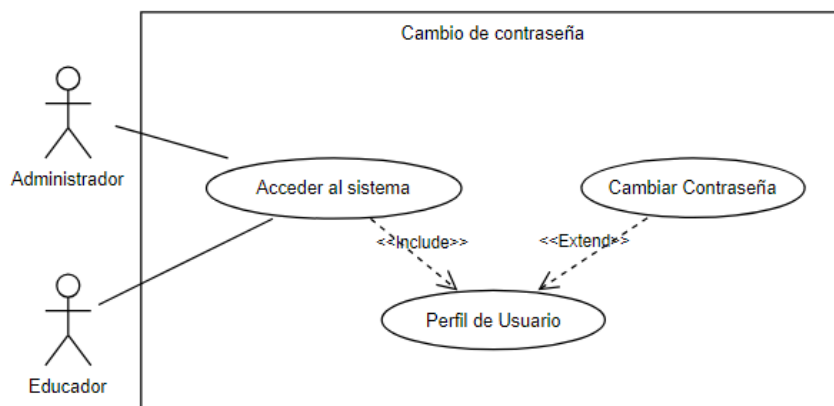 Cambio de contraseña
Administrador
Acceder al sistema
Cambiar Contraseña
<<Include>>
<<Extend>>
Perfil de Usuario
Educador